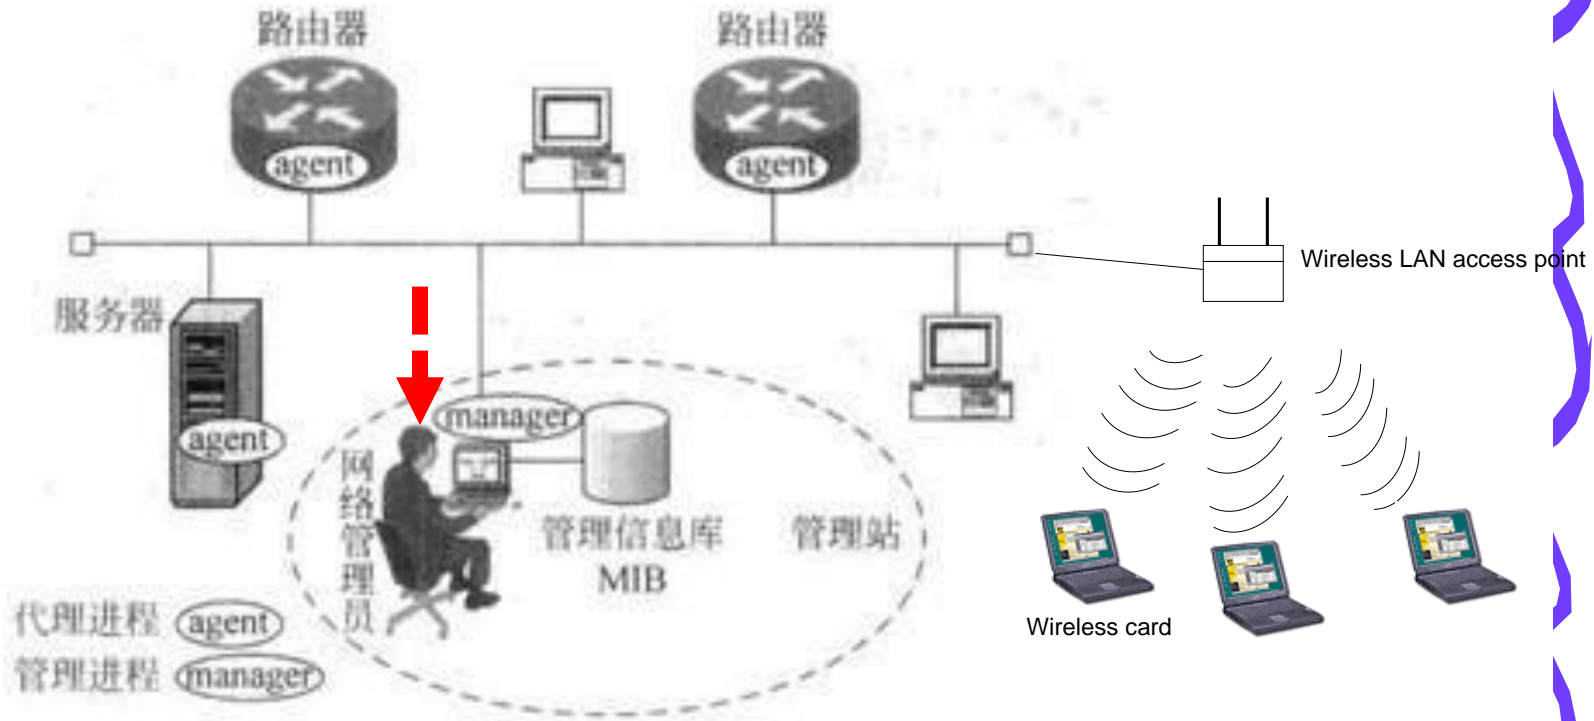 路由器
路由器
agent
agent
Wireless LAN access point
服务器
manager
agent
网络管理员
管理信息库
MIB
管理站
代理进程 agent
管理进程 manager
Wireless card